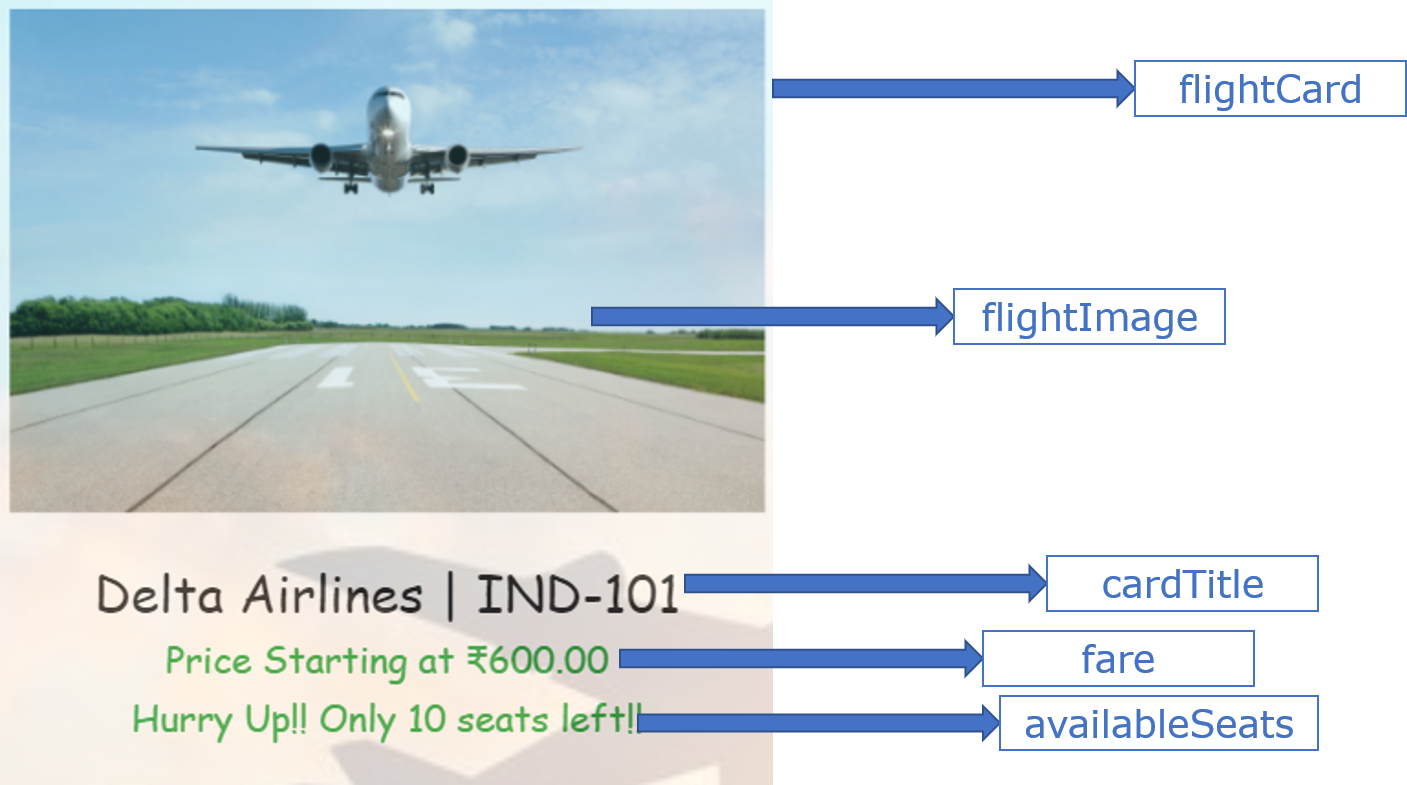 flightCard
flightImage
Delta Airlines | IND-101
cardTitle
Price Starting at ₹600.00
fare
Hurry Up!! Only 10 seats left!!
availableSeats